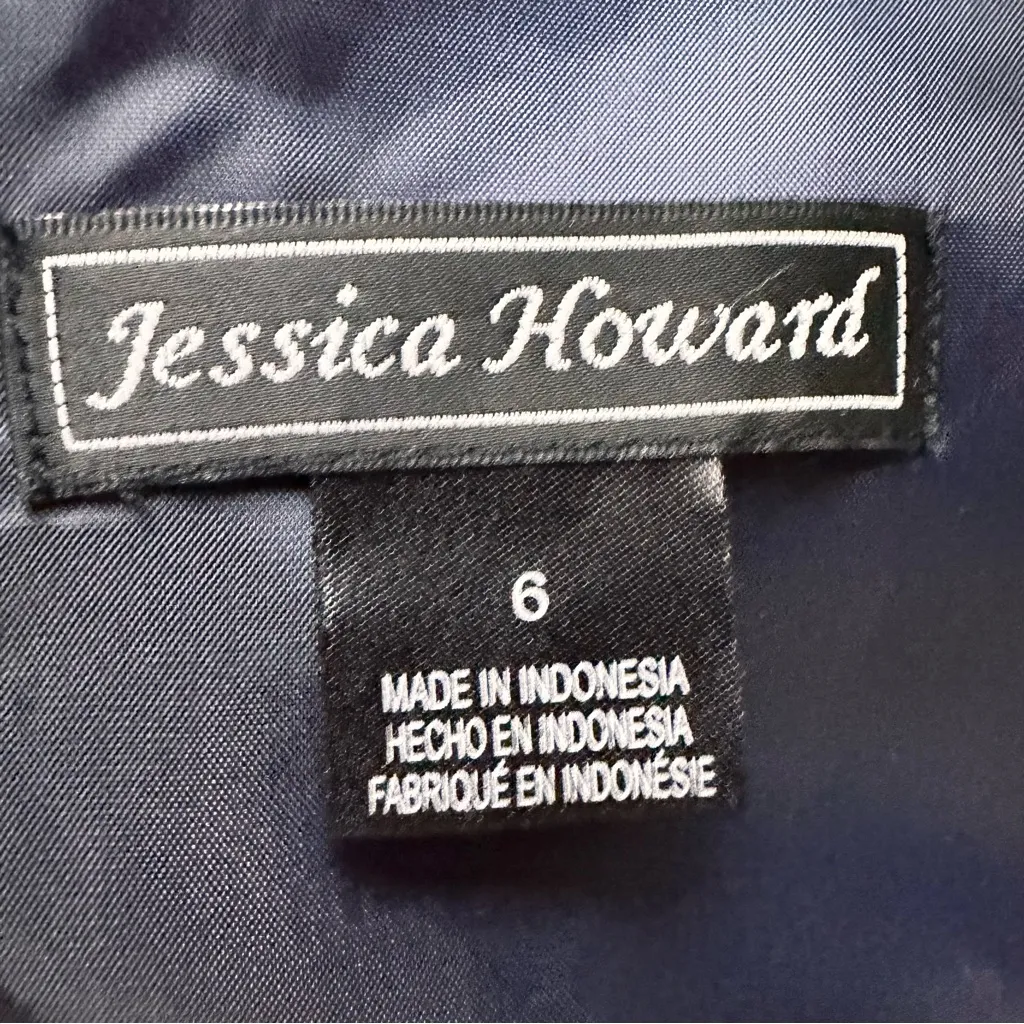 Jessica Howard
6
MADE IN INDONESIA
HECHO EN INDONESIA
FABRIQUÉ EN INDONÉSIE